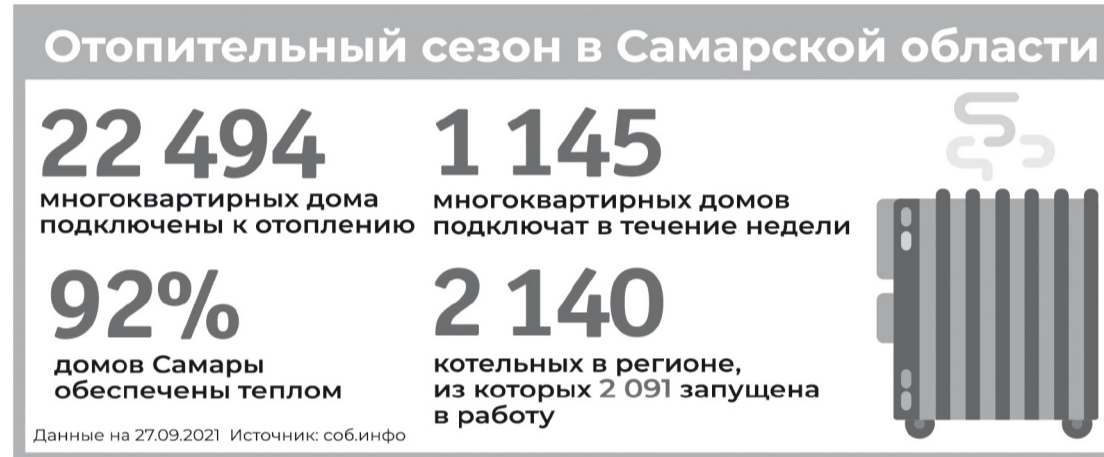 Отопительный сезон в Самарской области
22 494
многоквартирных дома
подключены к отоплению
1 145
многоквартирных домов
подключат в течение недели
92%
домов Самары
обеспечены теплом
2 140
котельных в регионе,
из которых 2 091 запущена
в работу
Данные на 27.09.2021 Источник: соб.инфо